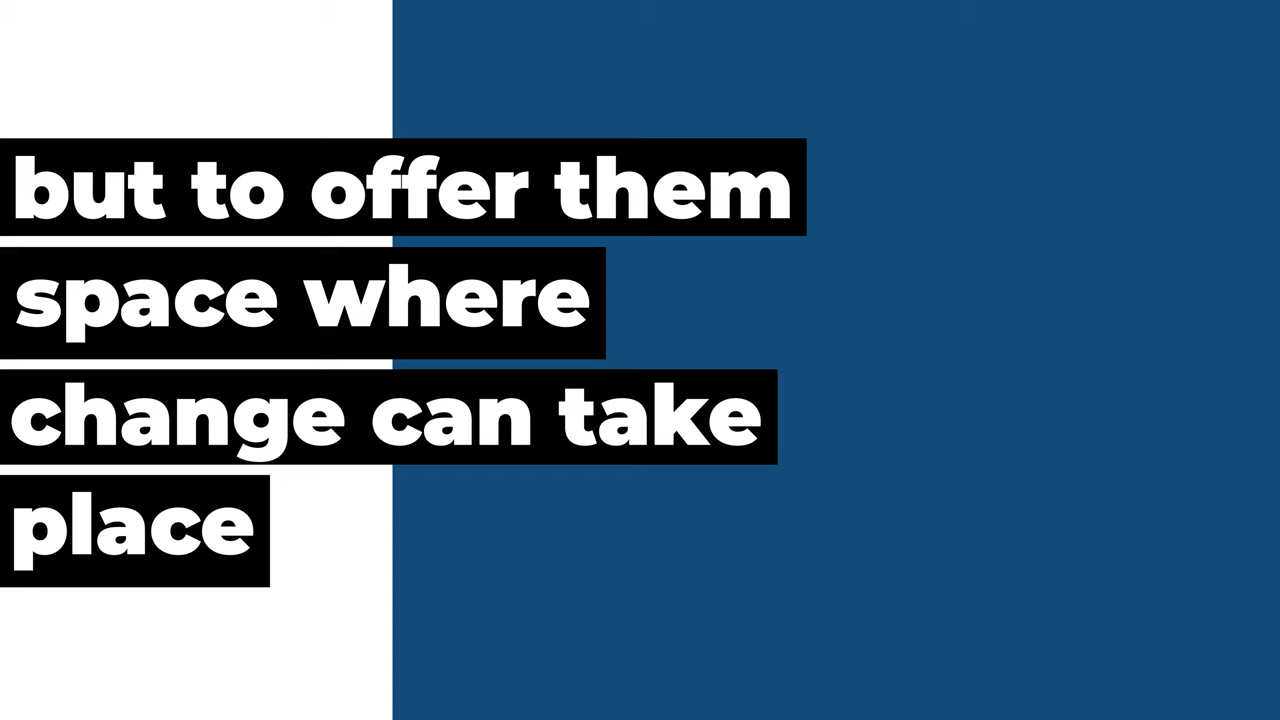 but to offer them
space where
change can take
place